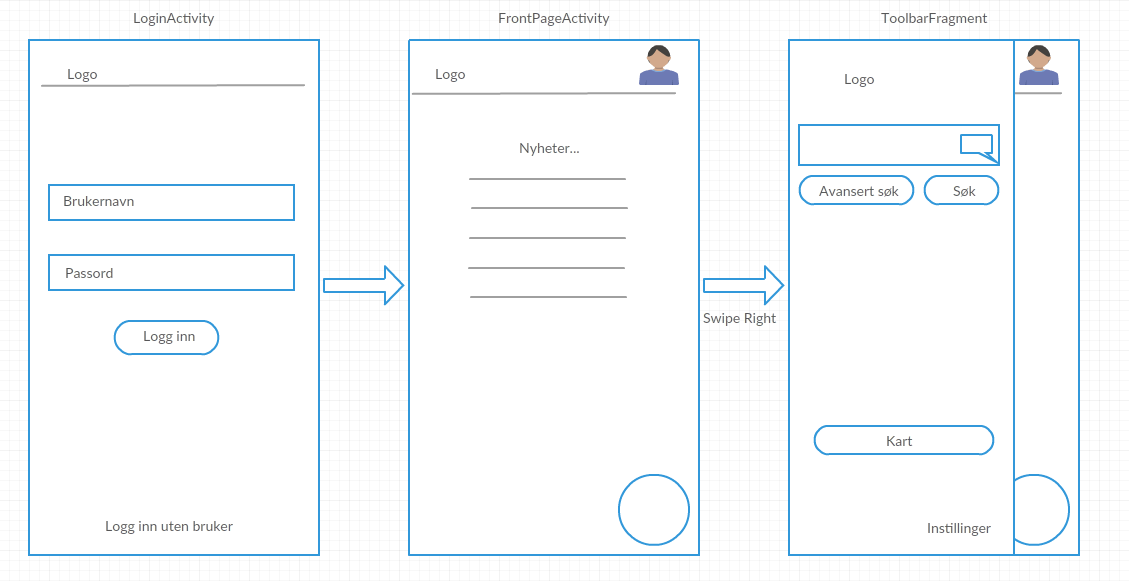 LoginActivity
FrontPageActivity
ToolbarFragment
Logo
Brukernavn
Passord
Logg inn
Logg inn uten bruker
Logo
Nyheter...
Swipe Right
Logo
Avansert søk
Søk
Kart
Instillinger